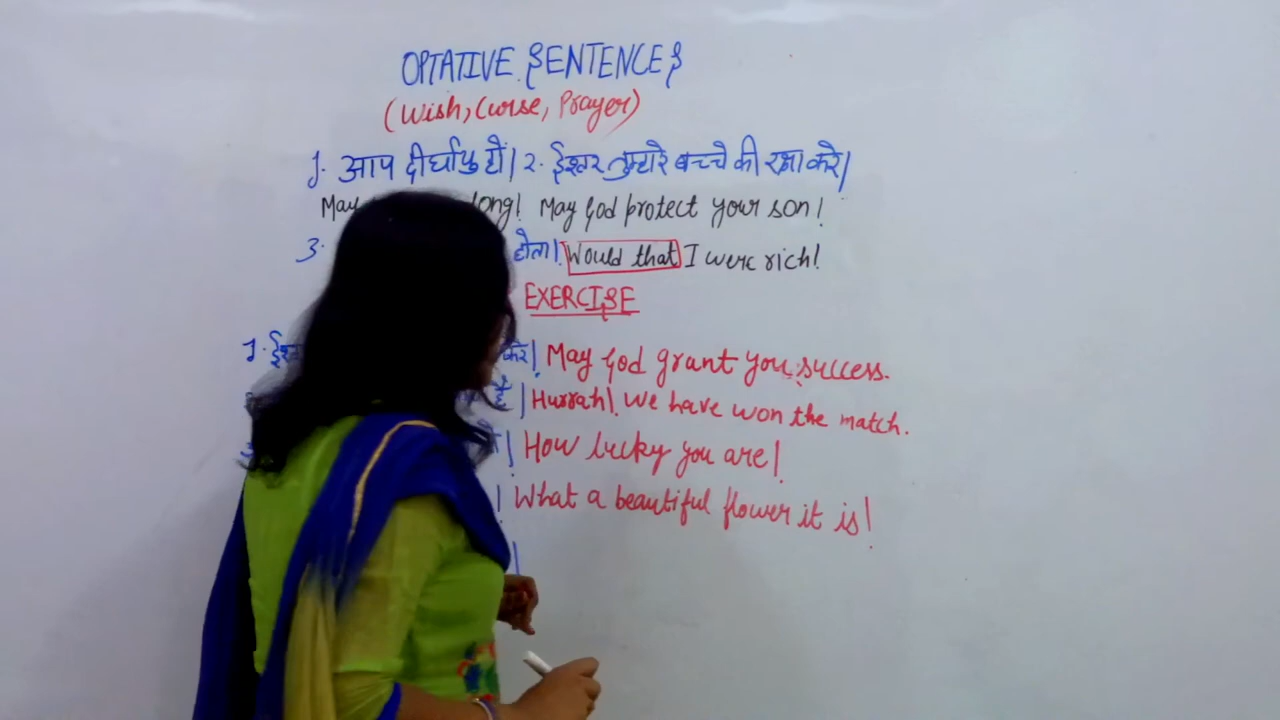 OPTATIVE SENTENCES
(Wish, Curse, Prayer)
1. आप दीर्घायु हों| 2. ईश्वर तुम्हारे बच्चे की रक्षा करे|
May long! May God protect your son!
3. होता! Would that I were rich!
EXERCISE
1. करे! May God grant you success.
| Hurrah! We have won the match.
! How lucky you are!
| What a beautiful flower it is!
|